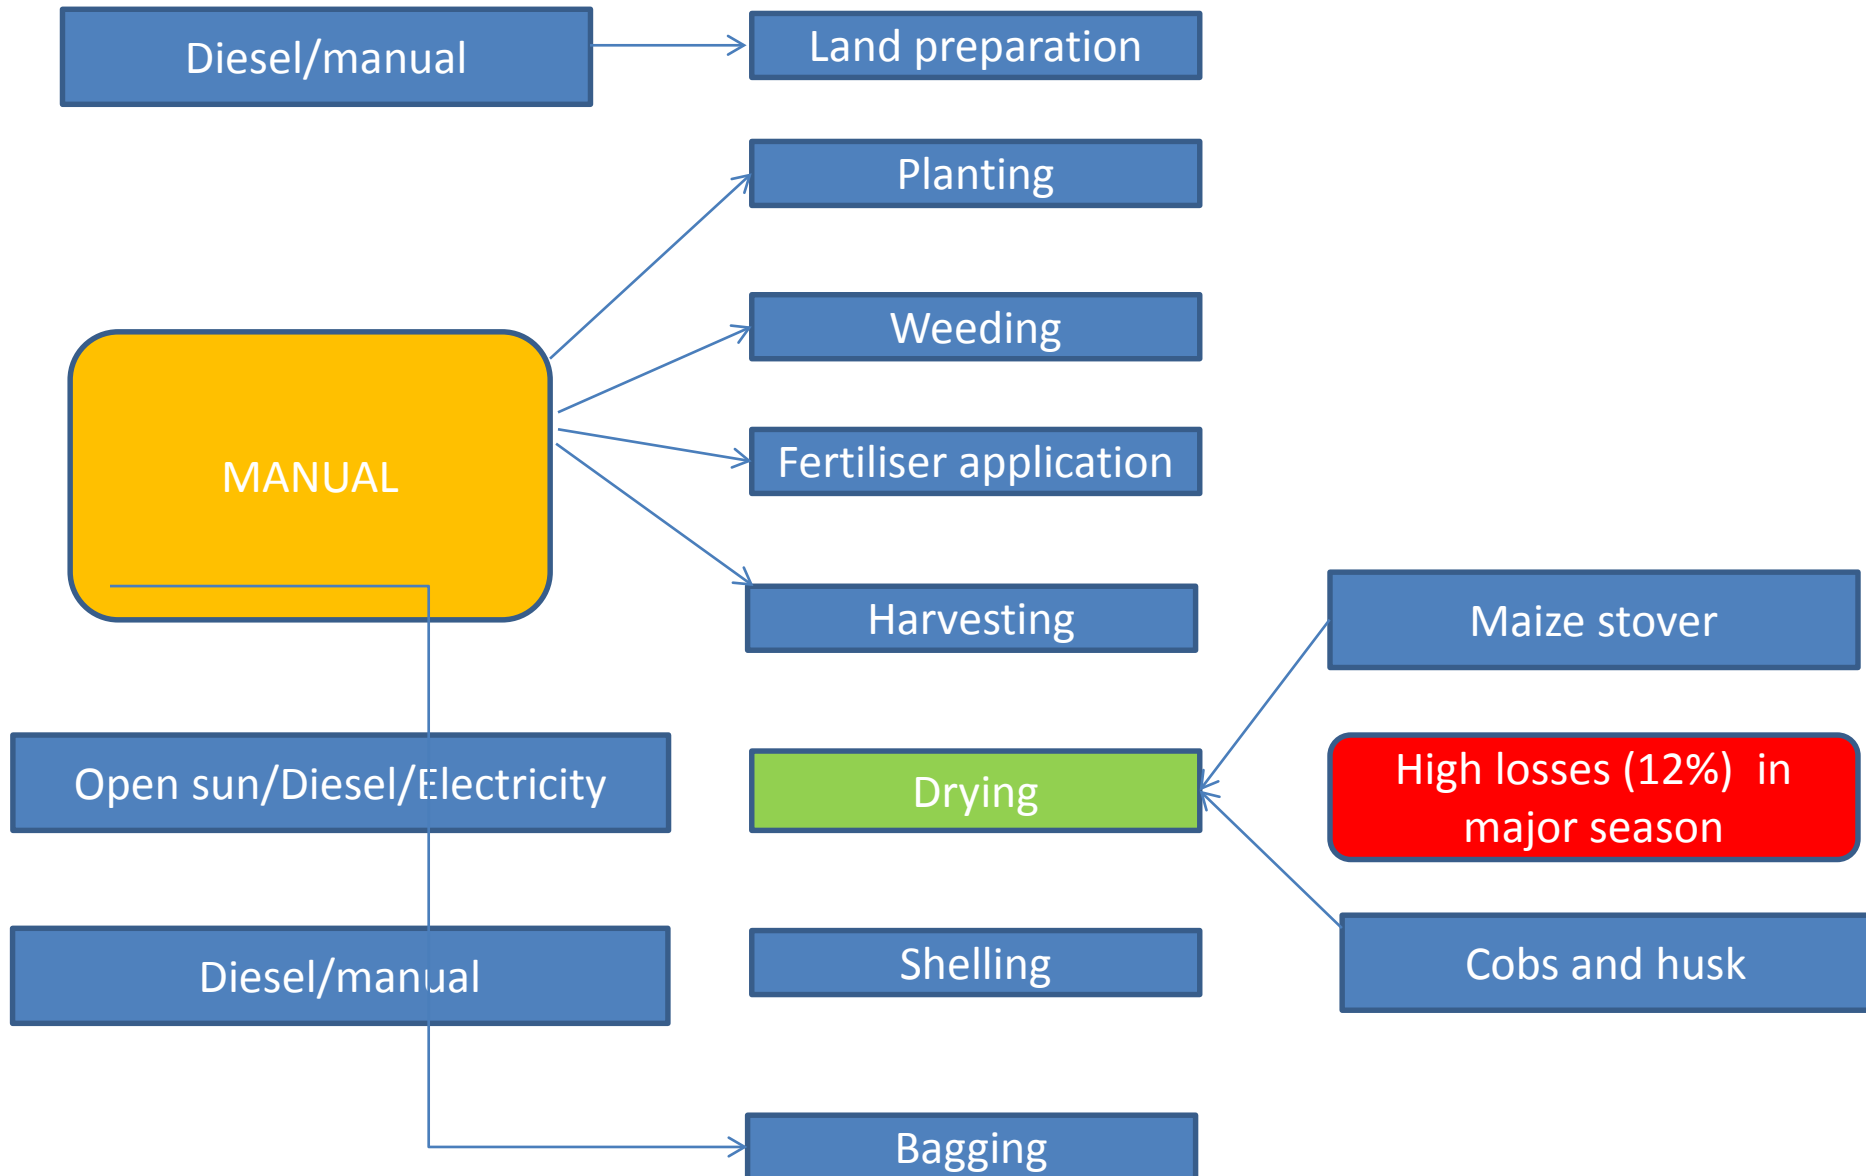 Diesel/manual
Land preparation
Planting
Weeding
MANUAL
Fertiliser application
Harvesting
Maize stover
Open sun/Diesel/Electricity
Drying
High losses (12%) in
major season
Diesel/manual
Shelling
Cobs and husk
Bagging